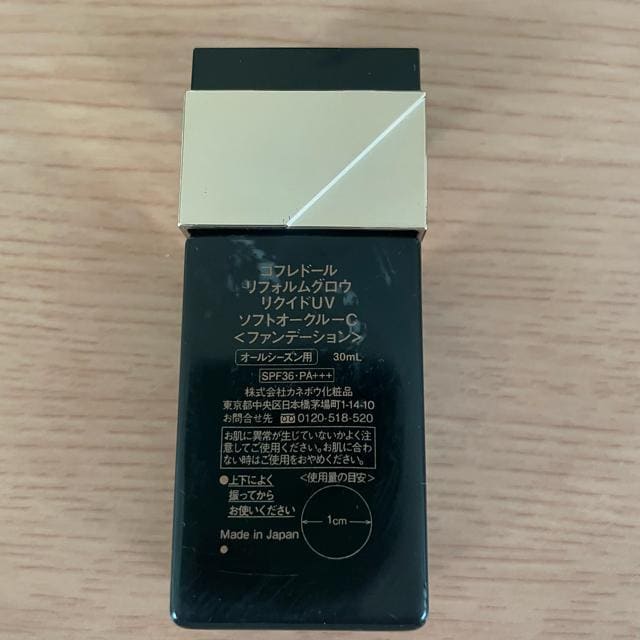 コフレドール
リフォルムグロウ
リクイドUV
ソフトオークルーC
<ファンデーション>
オールシーズン用 30mL
SPF36・PA+++
株式会社カネボウ化粧品
東京都中央区日本橋茅場町1-14-10
お問合せ先 0120-518-520
お肌に異常が生じていないかよく注
意してご使用ください。お肌に合わ
ない時はご使用をおやめください。
●上下によく
振ってから
お使いください
<使用量の目安>
1cm
Made in Japan